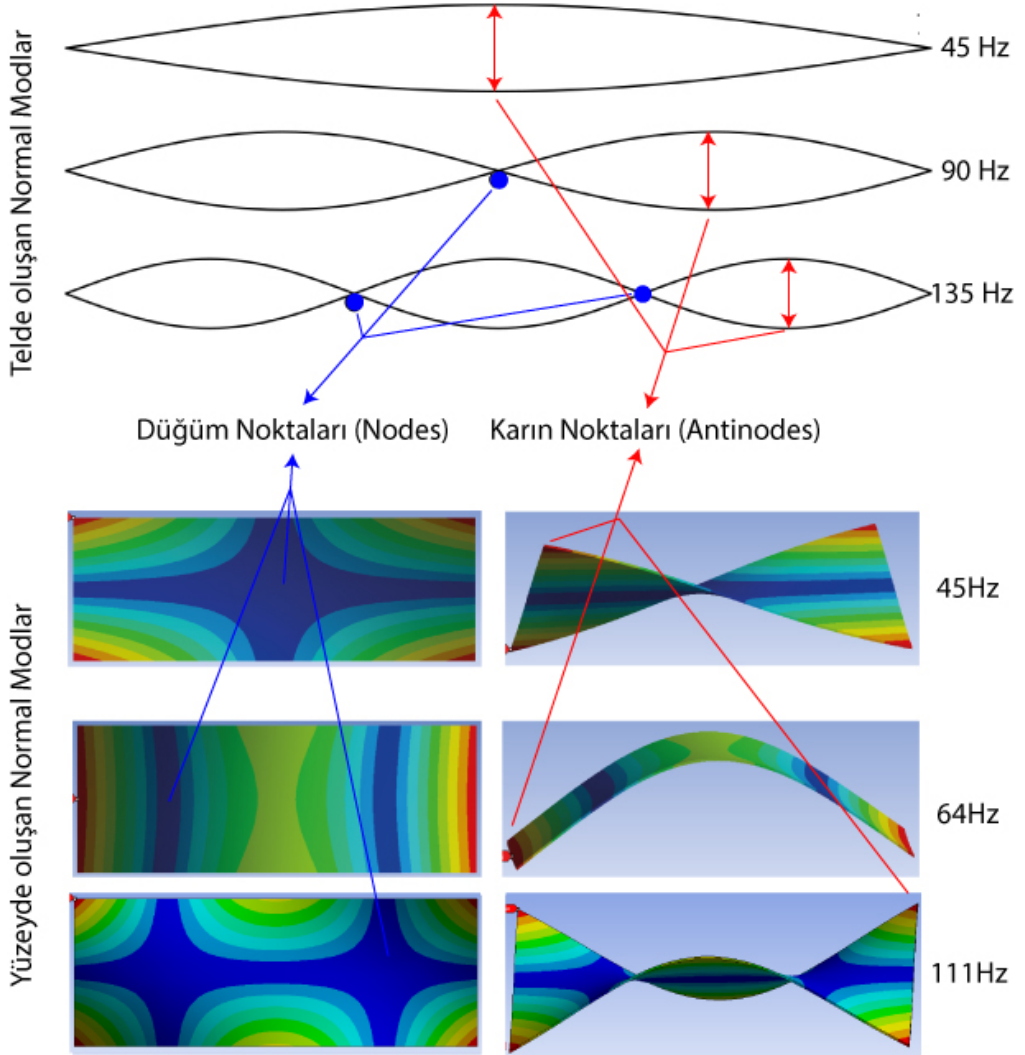 Telde oluşan Normal Modlar
45 Hz
90 Hz
135 Hz
Düğüm Noktaları (Nodes)
Karın Noktaları (Antinodes)
Yüzeyde oluşan Normal Modlar
45Hz
64Hz
111Hz